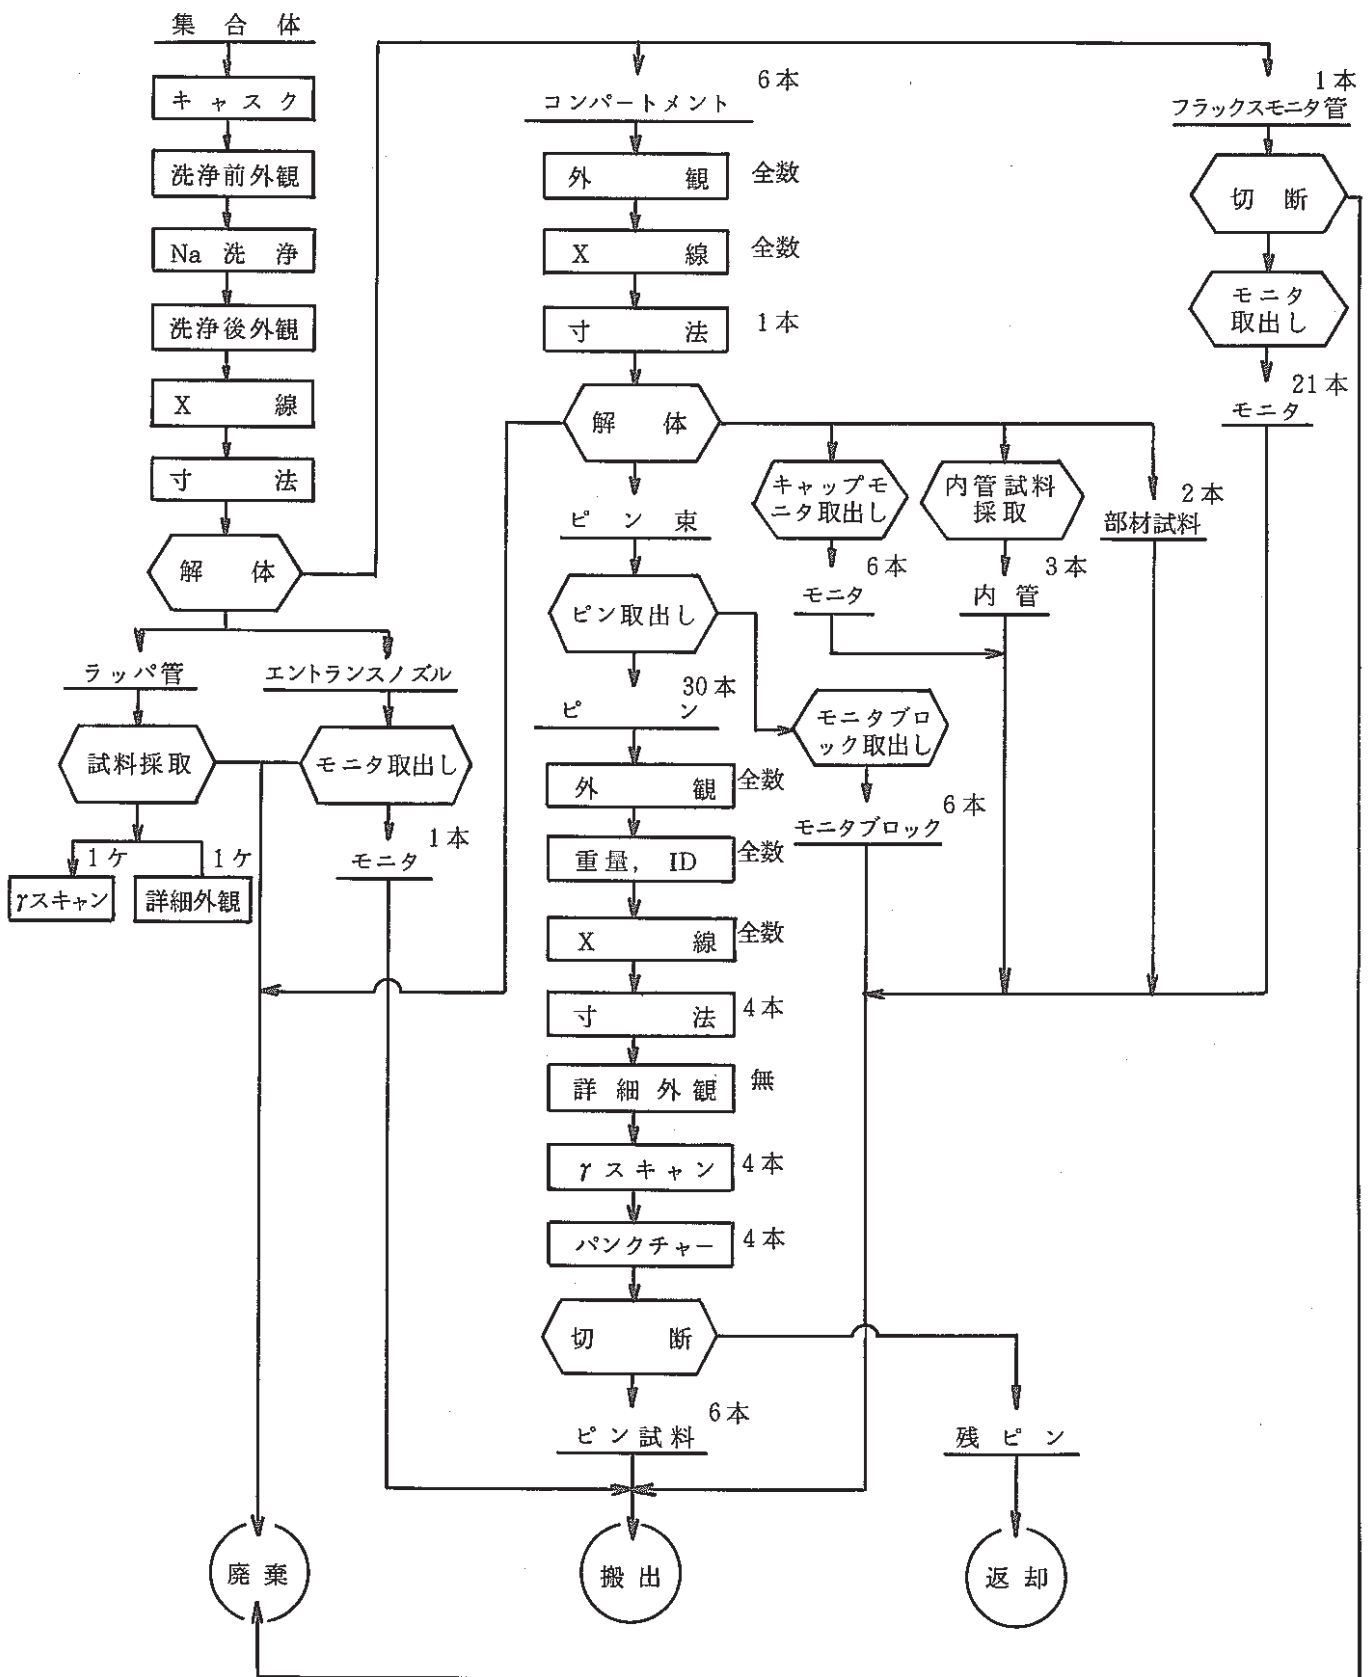 集合体
キャスク
洗浄前外観
Na 洗浄
洗浄後外観
X線
寸法
解体
ラッパ管
試料採取
1ケ
γスキャン
1ケ
詳細外観
エントランスノズル
モニタ取出し
1本
モニタ
6本
コンパートメント
外観
全数
X線
全数
寸法
1本
解体
ピン束
ピン取出し
30本
ピン
外観
全数
重量, ID
全数
X線
全数
寸法
4本
詳細外観
無
γスキャン
4本
パンクチャー
4本
切断
6本
ピン試料
キャップモ
ニタ取出し
6本
モニタ
内管試料
採取
3本
内管
2本
部材試料
モニタブロ
ック取出し
6本
モニタブロック
1本
フラックスモニタ管
切断
モニタ
取出し
21本
モニタ
残ピン
廃棄
搬出
返却